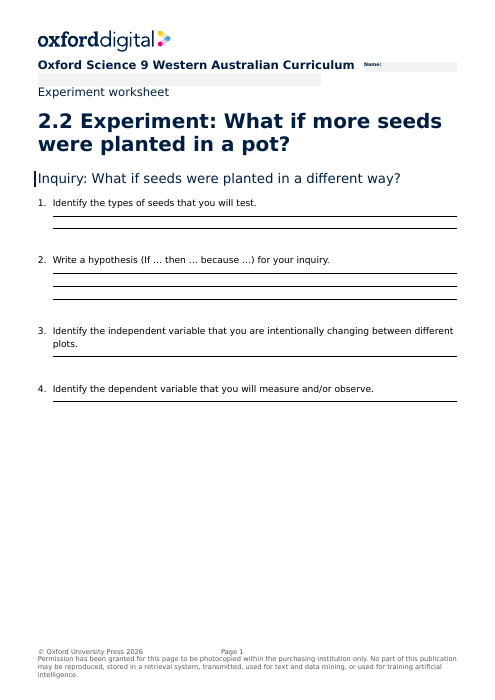 oxforddigital
Oxford Science 9 Western Australian Curriculum Name:
Experiment worksheet
2.2 Experiment: What if more seeds
were planted in a pot?
Inquiry: What if seeds were planted in a different way?
1. Identify the types of seeds that you will test.
2. Write a hypothesis (If … then … because …) for your inquiry.
3. Identify the independent variable that you are intentionally changing between different
plots.
4. Identify the dependent variable that you will measure and/or observe.
© Oxford University Press 2026 Page 1
Permission has been granted for this page to be photocopied within the purchasing institution only. No part of this publication
may be reproduced, stored in a retrieval system, transmitted, used for text and data mining, or used for training artificial
intelligence.